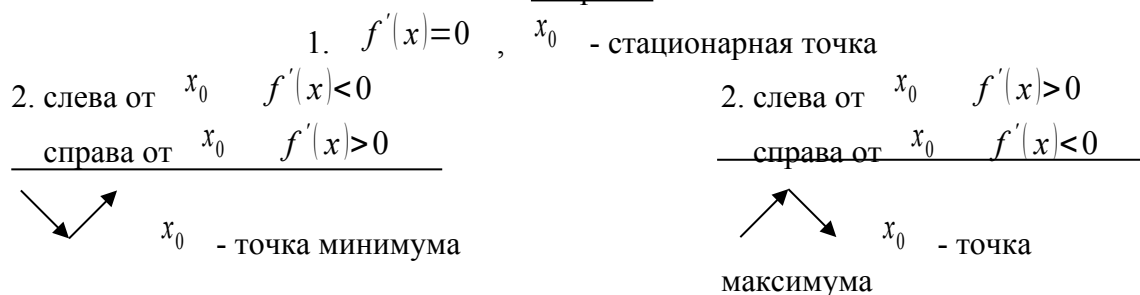 1. f'(x)=0 , x₀ - стационарная точка
2. слева от x₀ f'(x)<0
справа от x₀ f'(x)>0
x₀ - точка минимума
2. слева от x₀ f'(x)>0
справа от x₀ f'(x)<0
x₀ - точка
максимума